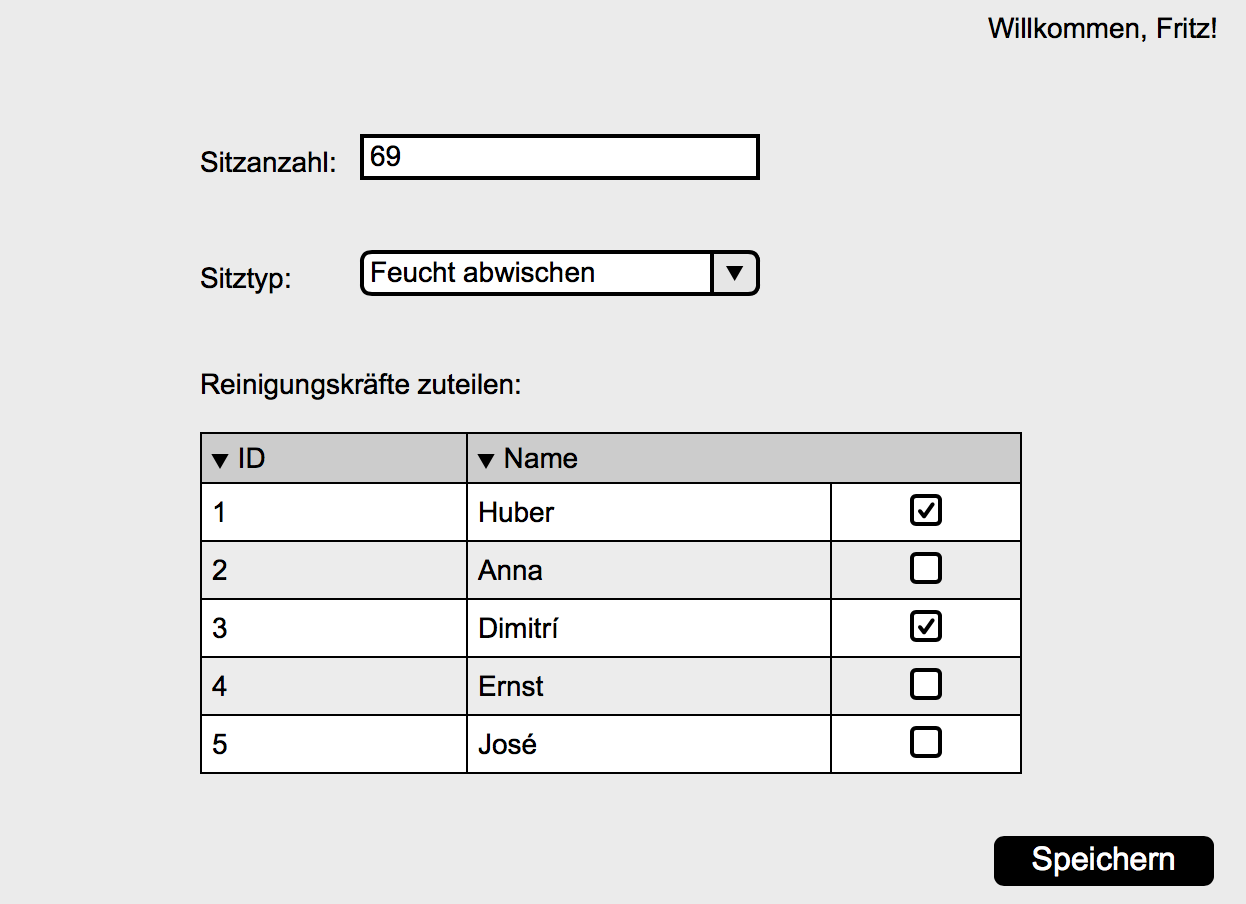 Willkommen, Fritz!
Sitzanzahl: 69
Sitztyp: Feucht abwischen
Reinigungskräfte zuteilen:
ID Name
1 Huber
2 Anna
3 Dimitrí
4 Ernst
5 José
Speichern